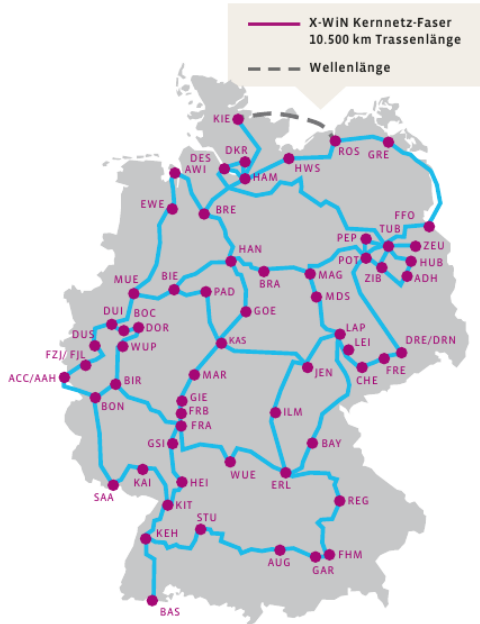 X-WiN Kernnetz-Faser
10.500 km Trassenlänge
Wellenlänge
KIE
ROS
GRE
DKR
DES
AWI
HAM
HWS
EWE
BRE
FFO
TUB
PEP
ZEU
POT
HUB
ZIB
ADH
HAN
BIE
BRA
MAG
MUE
PAD
MDS
GOE
DUI
BOC
DOR
DUS
WUP
KAS
LAP
LEI
DRE/DRN
FZJ/FJL
FRE
CHE
ACC/AAH
BIR
MAR
JEN
BON
GIE
FRB
FRA
ILM
GSI
BAY
WUE
ERL
KAI
SAA
HEI
KIT
REG
STU
KEH
AUG
GAR
FHM
BAS